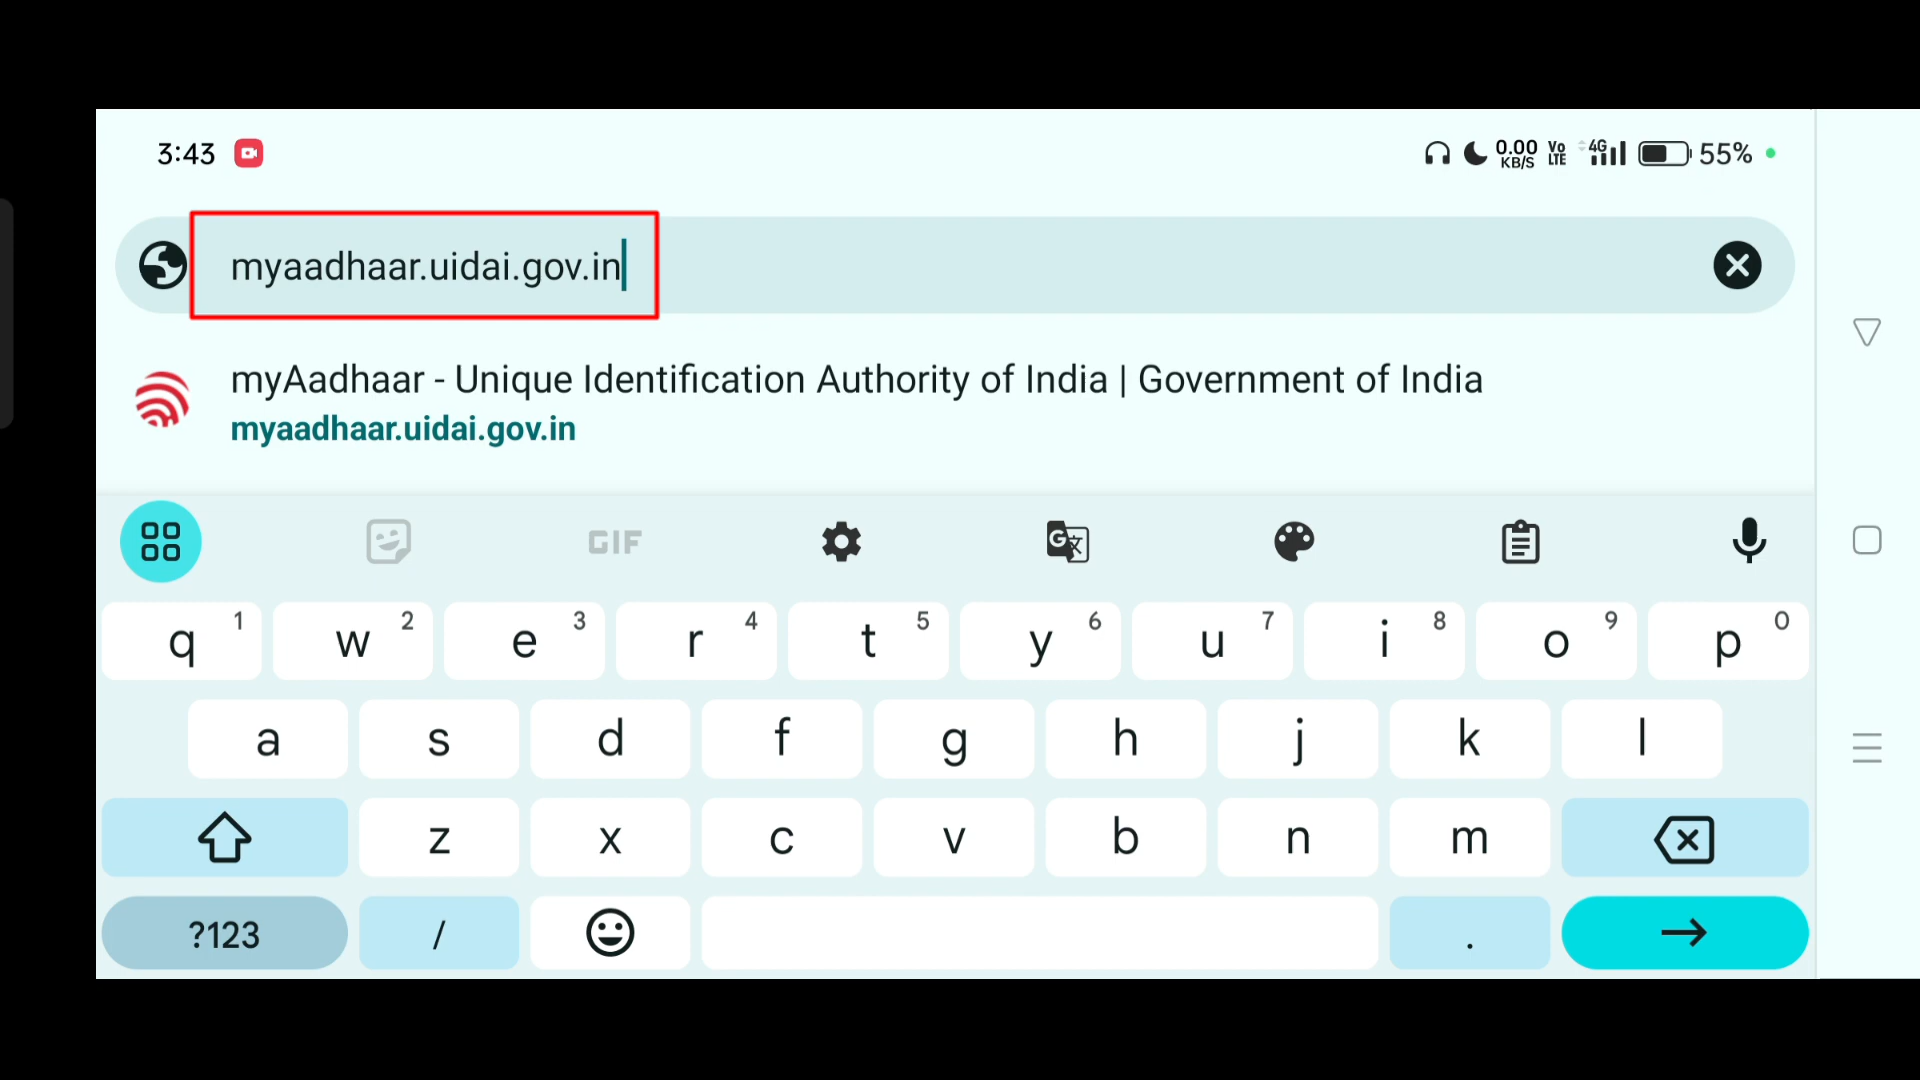 3:43
0.00 KB/S Vo LTE 4G 55%
myaadhaar.uidai.gov.in
myAadhaar - Unique Identification Authority of India | Government of India
myaadhaar.uidai.gov.in
GIF G
q 1 w 2 e 3 r 4 t 5 y 6 u 7 i 8 o 9 p 0
a s d f g h j k l
z x c v b n m
?123 / .